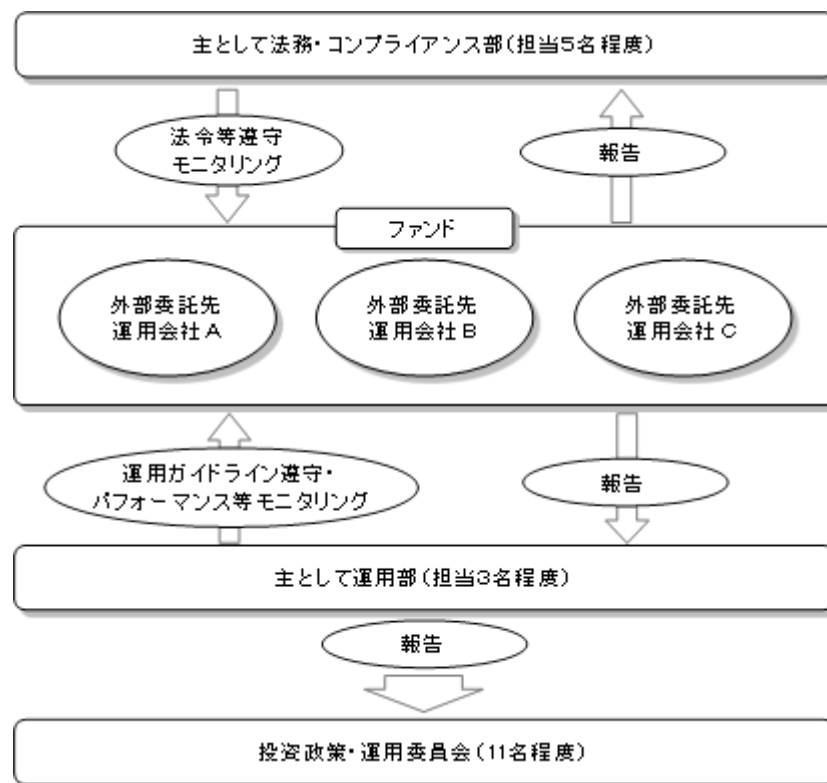 主として法務・コンプライアンス部(担当5名程度)
法令等遵守
モニタリング
報告
ファンド
外部委託先
運用会社A
外部委託先
運用会社B
外部委託先
運用会社C
運用ガイドライン遵守・
パフォーマンス等モニタリング
報告
主として運用部(担当3名程度)
報告
投資政策・運用委員会(11名程度)